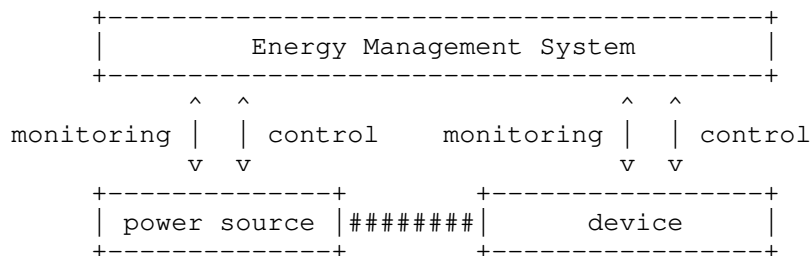 Energy Management System
monitoring control monitoring control
power source ######## device